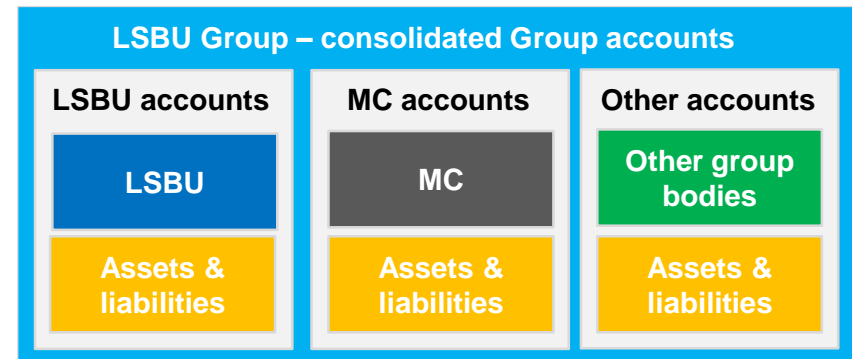 LSBU Group – consolidated Group accounts
LSBU accounts
LSBU
Assets &
liabilities
MC accounts
MC
Assets &
liabilities
Other accounts
Other group
bodies
Assets &
liabilities